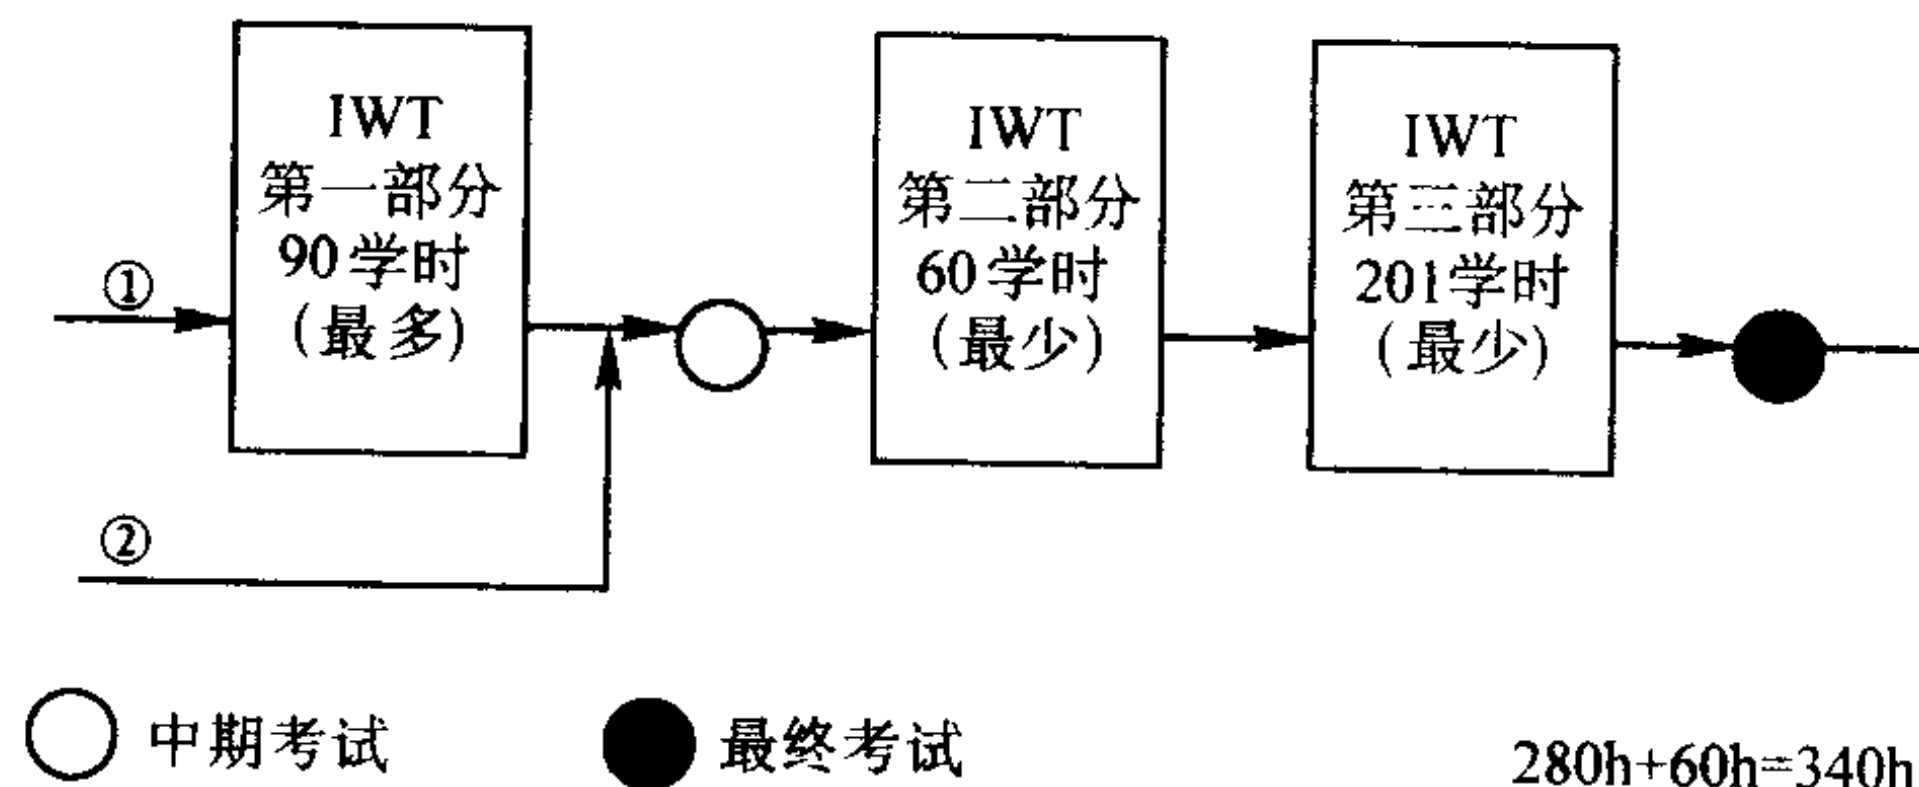 IWT
第一部分
90学时
(最多)
IWT
第二部分
60学时
(最少)
IWT
第三部分
201学时
(最少)
①
②
中期考试
最终考试
280h+60h=340h